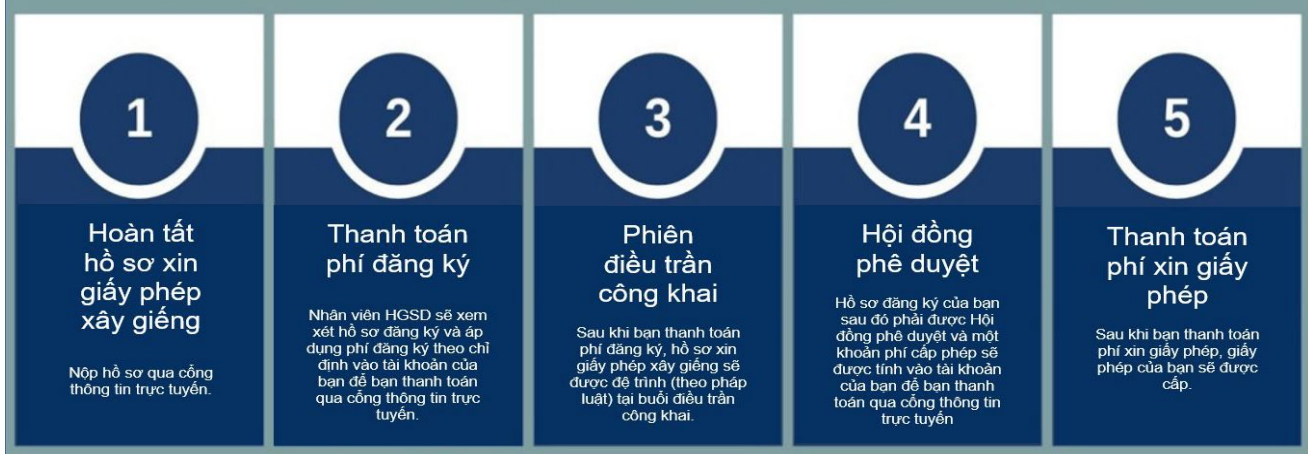 1
Hoàn tất
hồ sơ xin
giấy phép
xây giếng
Nộp hồ sơ qua cổng
thông tin trực tuyến.
2
Thanh toán
phí đăng ký
Nhân viên HGSD sẽ xem
xét hồ sơ đăng ký và áp
dụng phí đăng ký theo chỉ
định vào tài khoản của
bạn để bạn thanh toán
qua cổng thông tin trực
tuyến.
3
Phiên
điều trần
công khai
Sau khi bạn thanh toán
phí đăng ký, hồ sơ xin
giấy phép xây giếng sẽ
được đệ trình (theo pháp
luật) tại buổi điều trần
công khai.
4
Hội đồng
phê duyệt
Hồ sơ đăng ký của bạn
sau đó phải được Hội
đồng phê duyệt và một
khoản phí cấp phép sẽ
được tính vào tài khoản
của bạn để bạn thanh
toán qua cổng thông tin
trực tuyến
5
Thanh toán
phí xin giấy
phép
Sau khi bạn thanh toán
phí xin giấy phép, giấy
phép của bạn sẽ được
cấp.